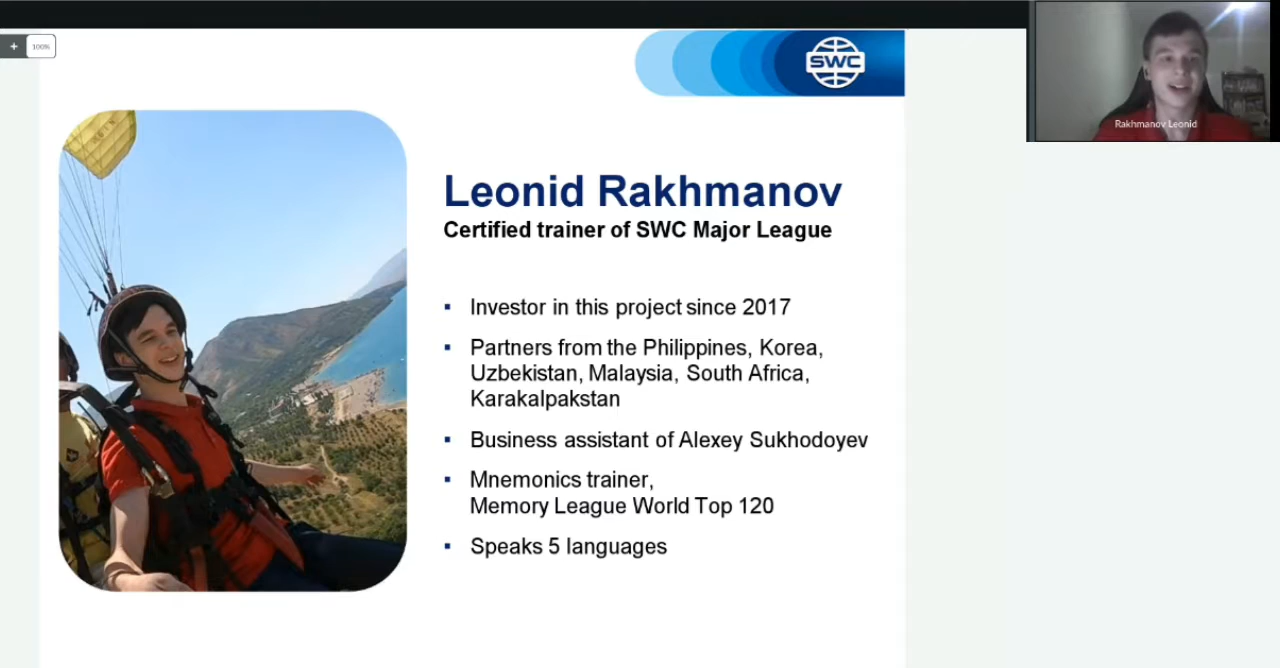 + 100%
SWC
Rakhmanov Leonid
Leonid Rakhmanov
Certified trainer of SWC Major League
▪ Investor in this project since 2017
▪ Partners from the Philippines, Korea,
Uzbekistan, Malaysia, South Africa,
Karakalpakstan
▪ Business assistant of Alexey Sukhodoyev
▪ Mnemonics trainer,
Memory League World Top 120
▪ Speaks 5 languages